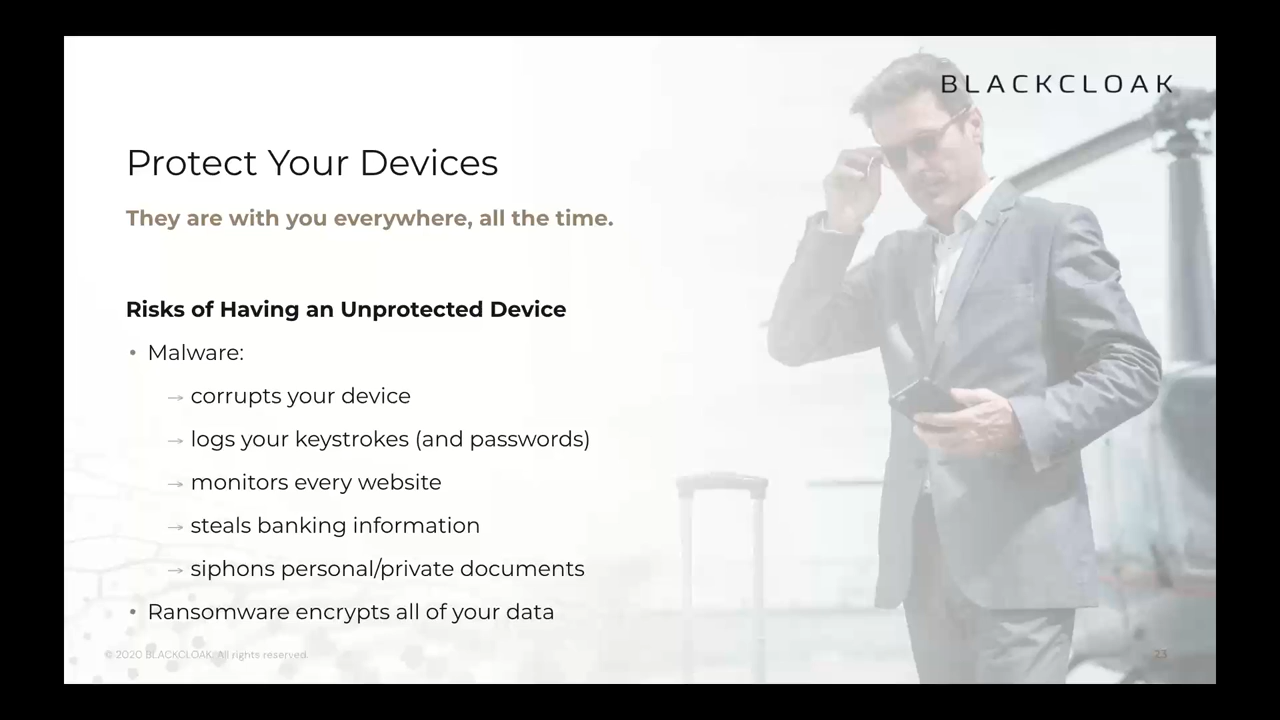 BLACKCLOAK
Protect Your Devices
They are with you everywhere, all the time.
Risks of Having an Unprotected Device
• Malware:
→ corrupts your device
→ logs your keystrokes (and passwords)
→ monitors every website
→ steals banking information
→ siphons personal/private documents
• Ransomware encrypts all of your data
© 2020 BLACKCLOAK. All rights reserved.
23